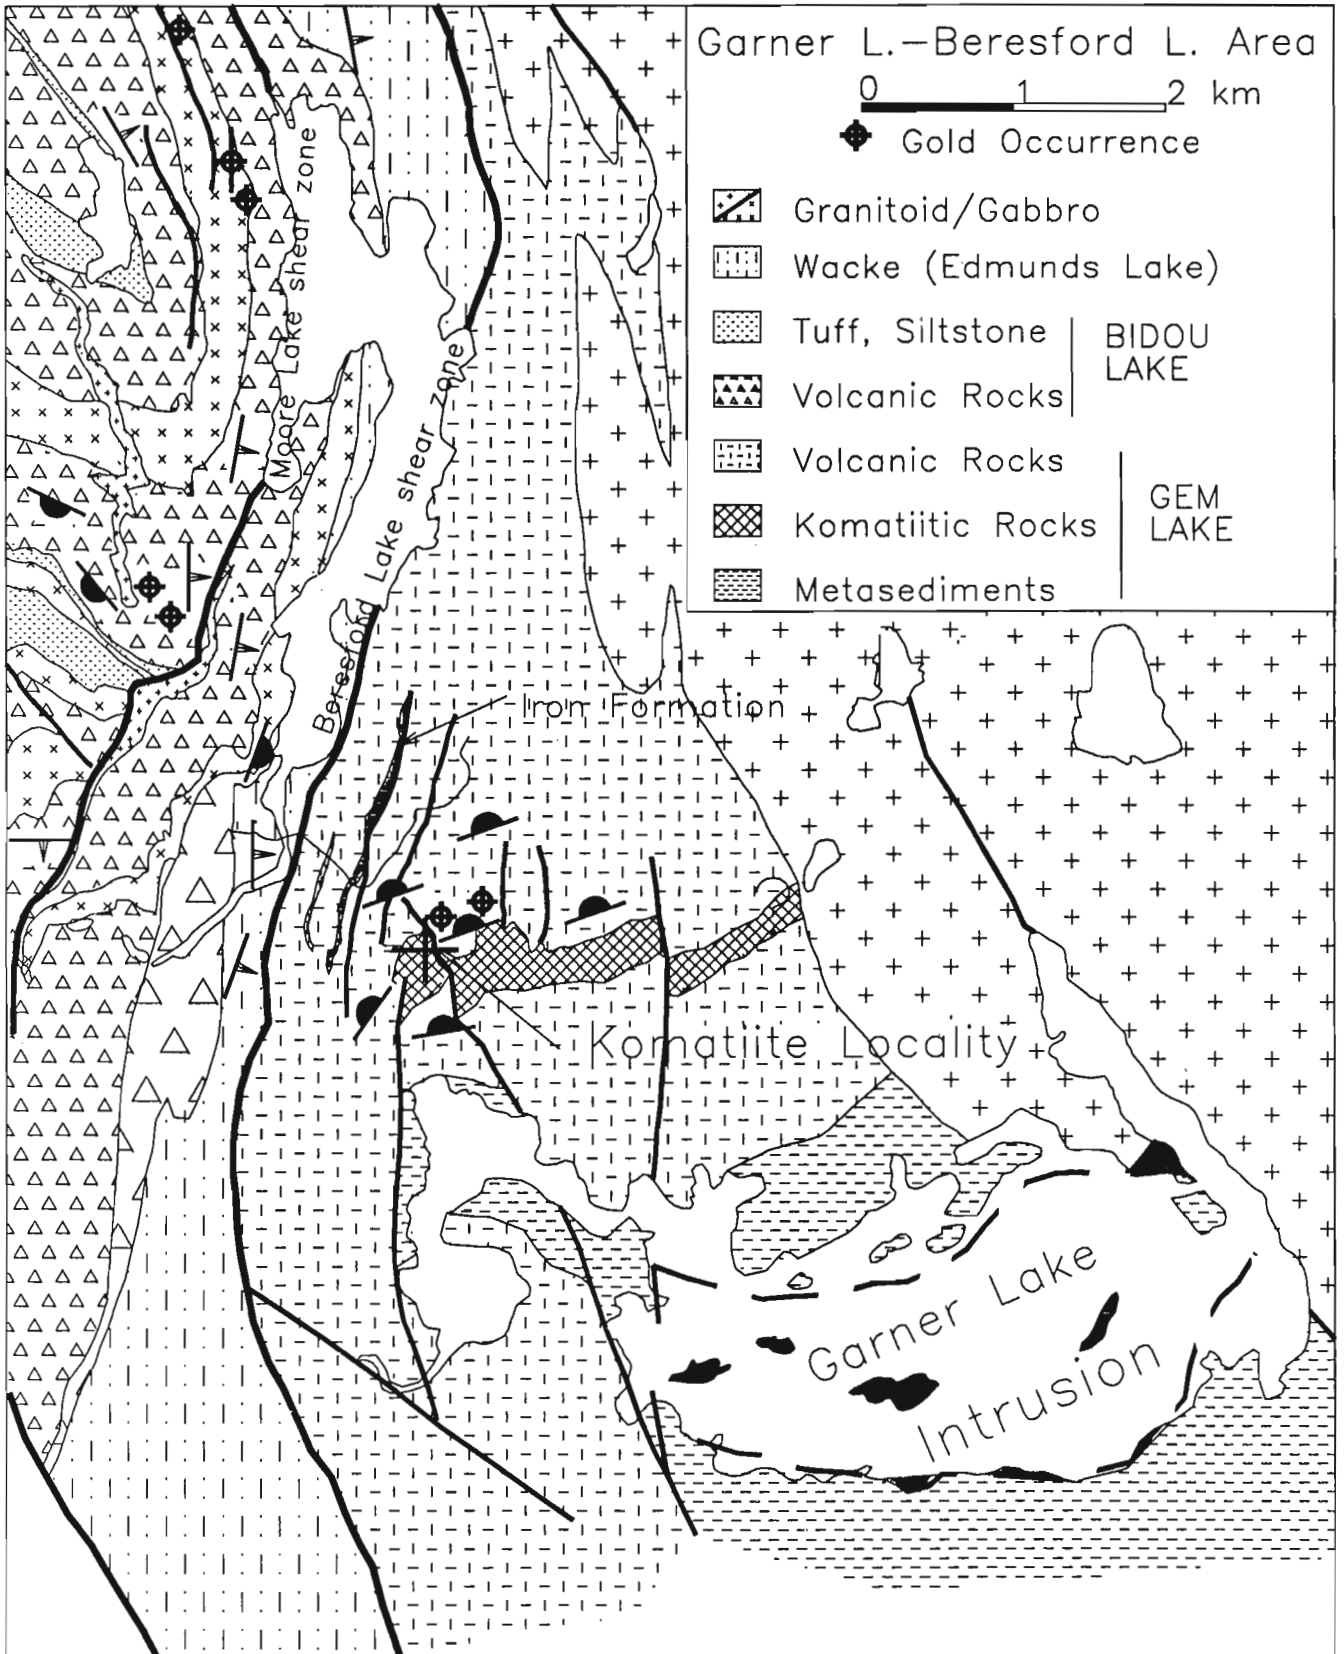 Garner L.-Beresford L. Area
0 1 2 km
Gold Occurrence
Granitoid/Gabbro
Wacke (Edmunds Lake)
Tuff, Siltstone
BIDOU
LAKE
Volcanic Rocks
Volcanic Rocks
GEM
LAKE
Komatiitic Rocks
Metasediments
Moore Lake shear zone
Beresford Lake shear zone
Iron Formation
Komatiite Locality
Garner Lake
Intrusion